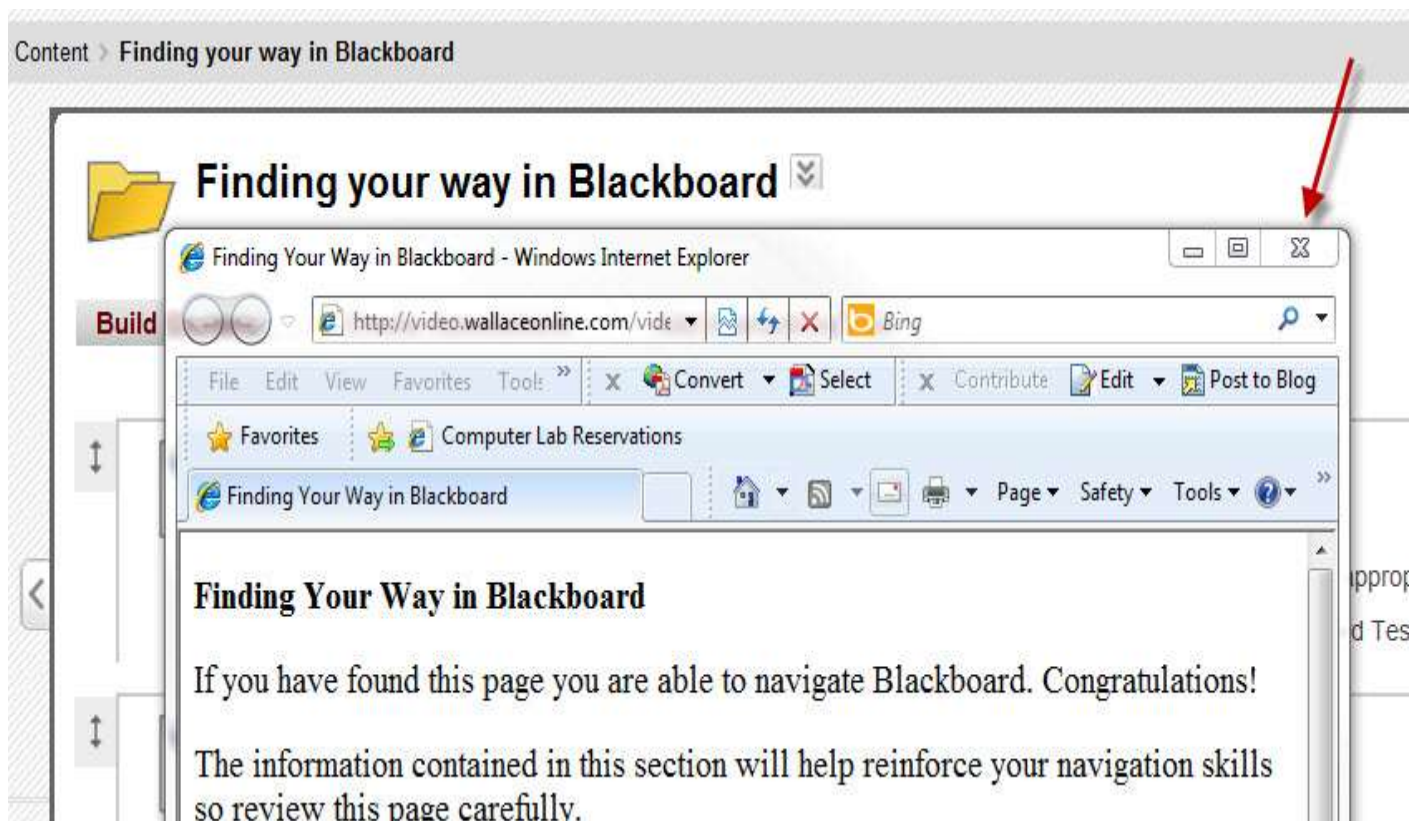 Content > Finding your way in Blackboard
Finding your way in Blackboard
Finding Your Way in Blackboard - Windows Internet Explorer
Build
http://video.wallaceonline.com/vide
Bing
File Edit View Favorites Tools » x Convert Select x Contribute Edit Post to Blog
Favorites Computer Lab Reservations
Finding Your Way in Blackboard Page Safety Tools »
Finding Your Way in Blackboard
If you have found this page you are able to navigate Blackboard. Congratulations!
The information contained in this section will help reinforce your navigation skills
so review this page carefully.